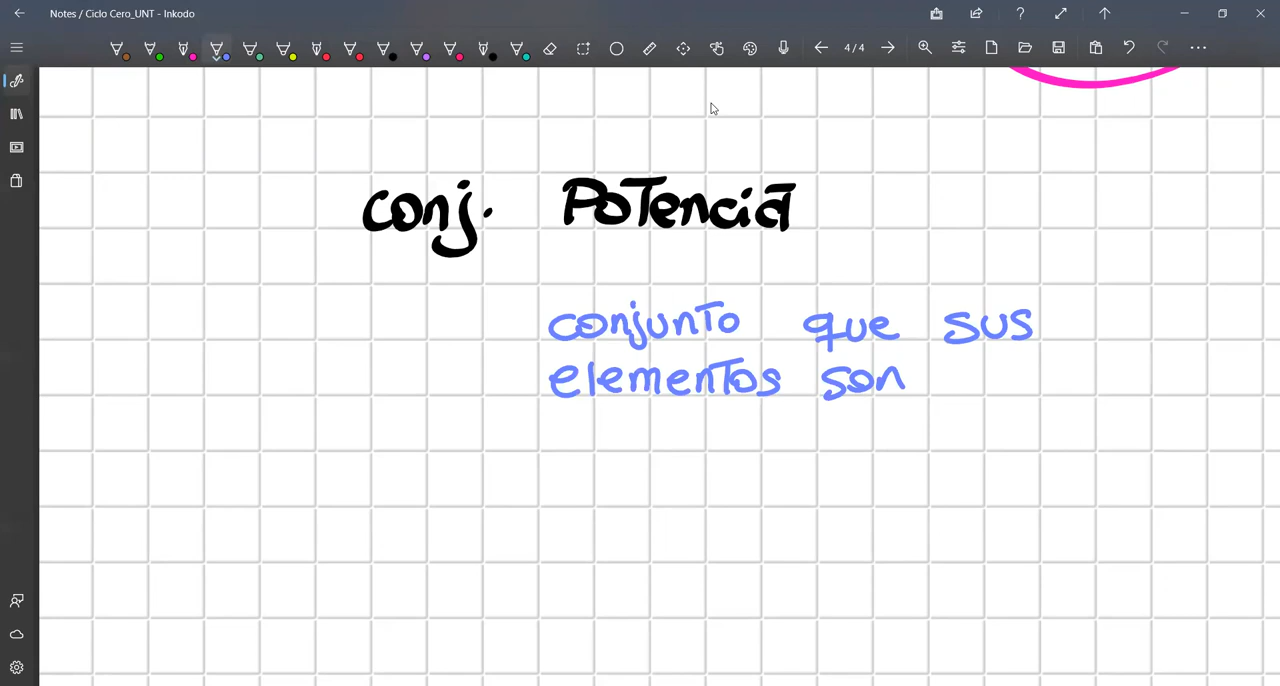 Notes / Ciclo Cero_UNT - Inkodo
4 / 4
conj. Potencia
conjunto que sus
elementos son